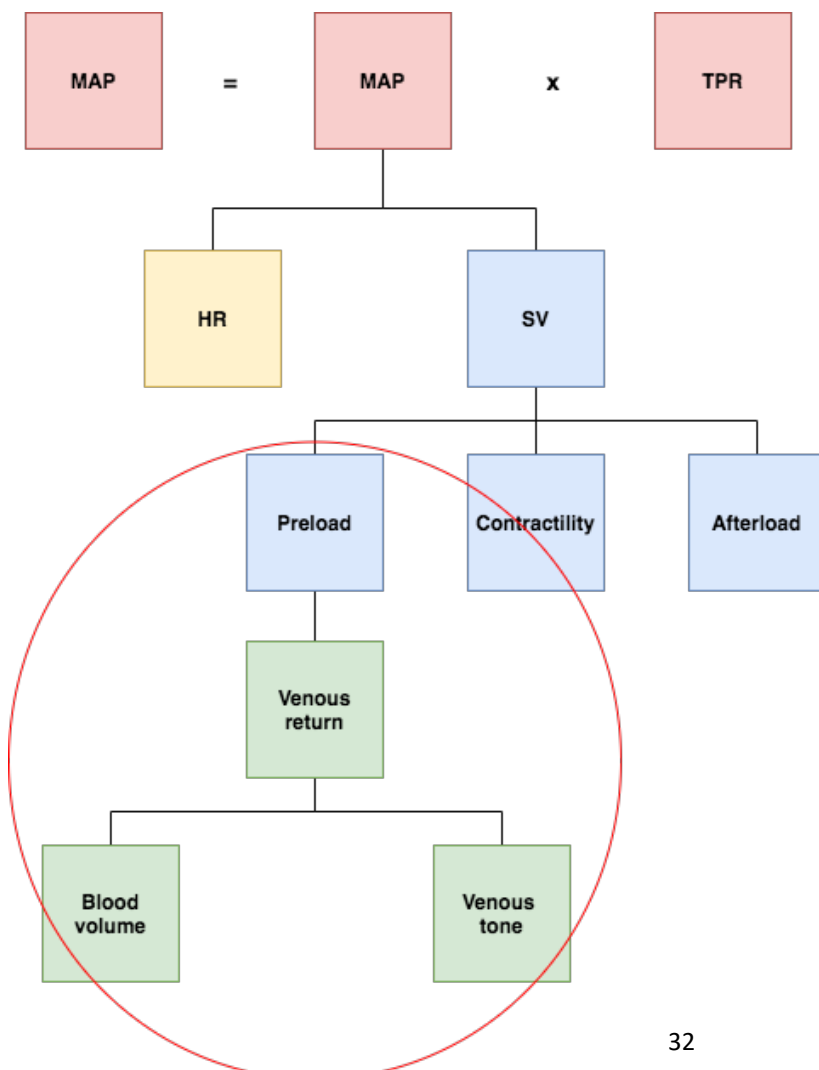 MAP = MAP x TPR
HR SV
Preload Contractility Afterload
Venous
return
Blood Venous
volume tone
32